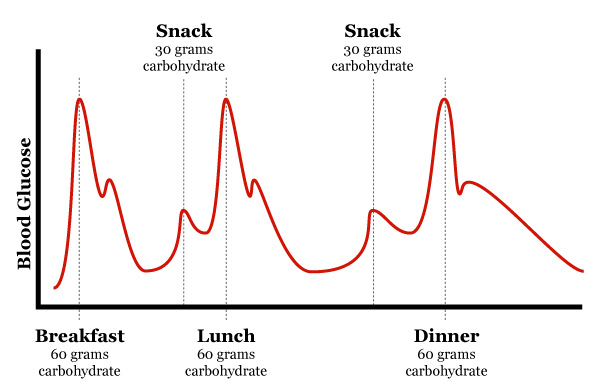 Snack
30 grams
carbohydrate
Snack
30 grams
carbohydrate
Blood Glucose
Breakfast
60 grams
carbohydrate
Lunch
60 grams
carbohydrate
Dinner
60 grams
carbohydrate